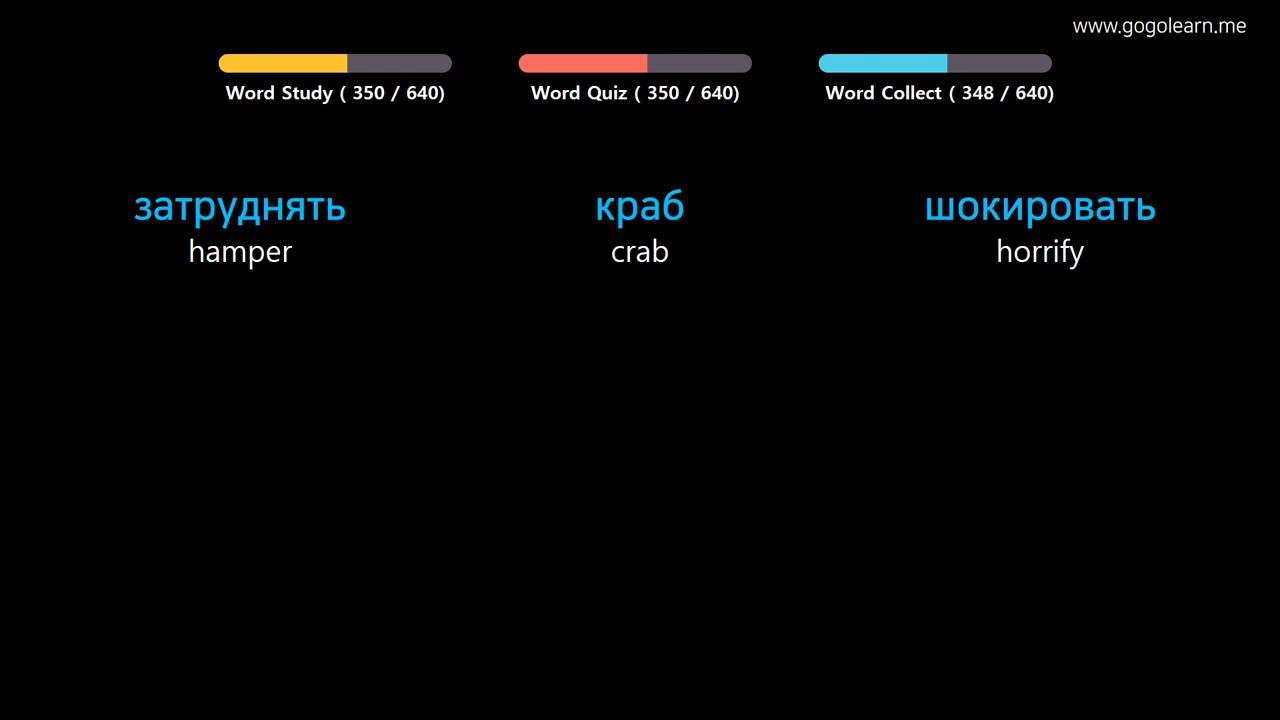 www.gogolearn.me
Word Study ( 350 / 640)
Word Quiz ( 350 / 640)
Word Collect ( 348 / 640)
затруднять
hamper
краб
crab
шокировать
horrify